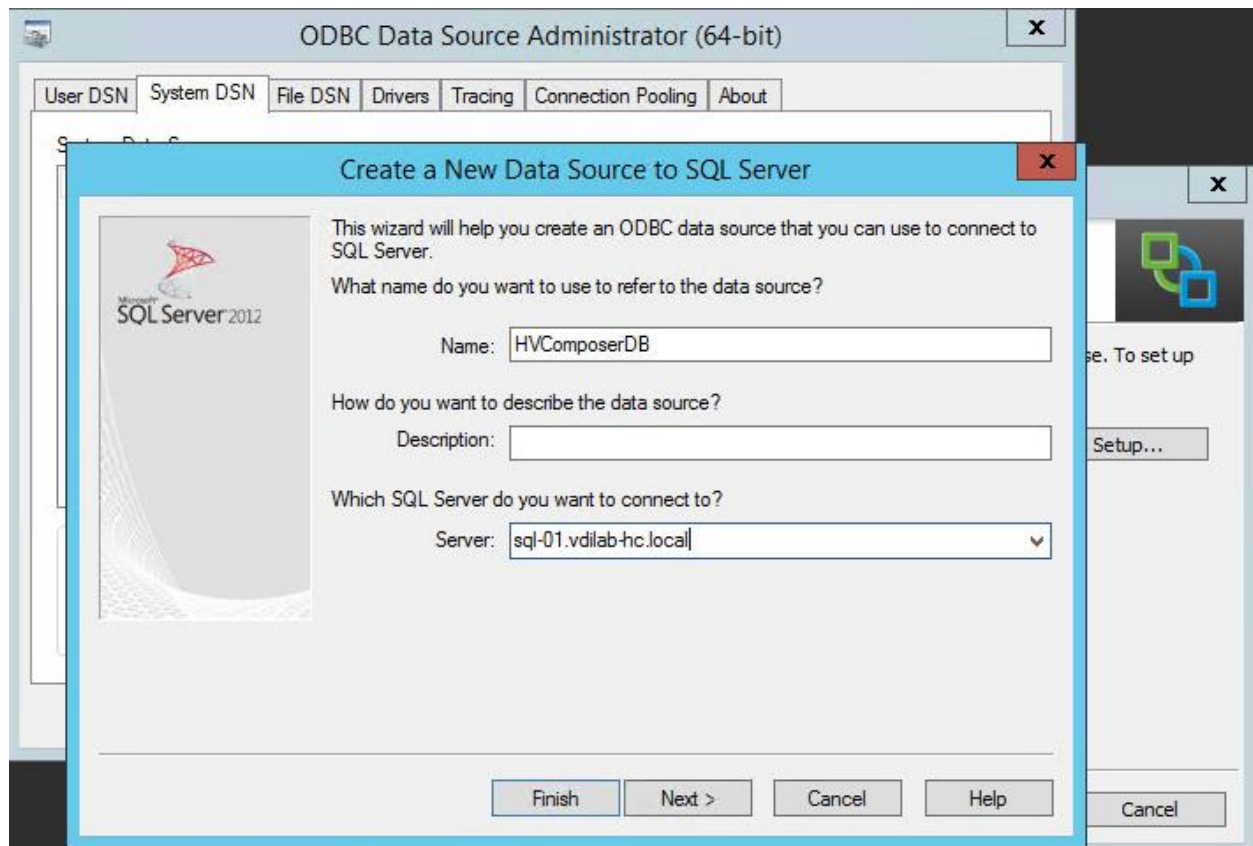 ODBC Data Source Administrator (64-bit)
x
User DSN
System DSN
File DSN
Drivers
Tracing
Connection Pooling
About
Create a New Data Source to SQL Server
x
x
This wizard will help you create an ODBC data source that you can use to connect to
SQL Server.
What name do you want to use to refer to the data source?
Microsoft
SQL Server 2012
Name: HVComposerDB
se. To set up
How do you want to describe the data source?
Description:
Setup...
Which SQL Server do you want to connect to?
Server: sql-01.vdilab-hc.local
Finish
Next >
Cancel
Help
Cancel